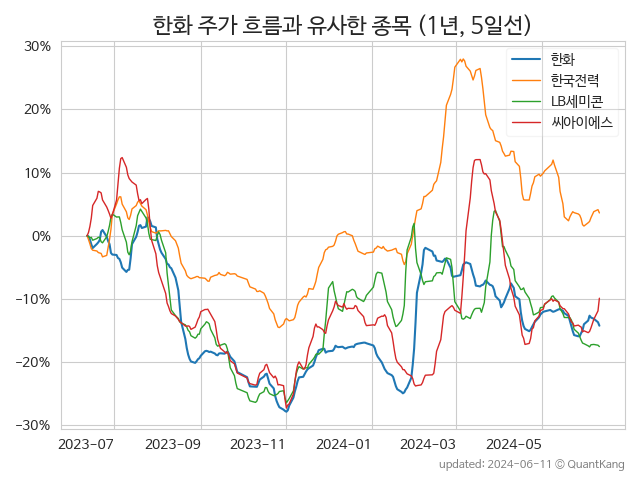 한화 주가 흐름과 유사한 종목 (1년, 5일선)
30%
20%
10%
0%
−10%
−20%
−30%
한화
한국전력
LB세미콘
씨아이에스
2023-07
2023-09
2023-11
2024-01
2024-03
2024-05
updated: 2024-06-11 © QuantKang